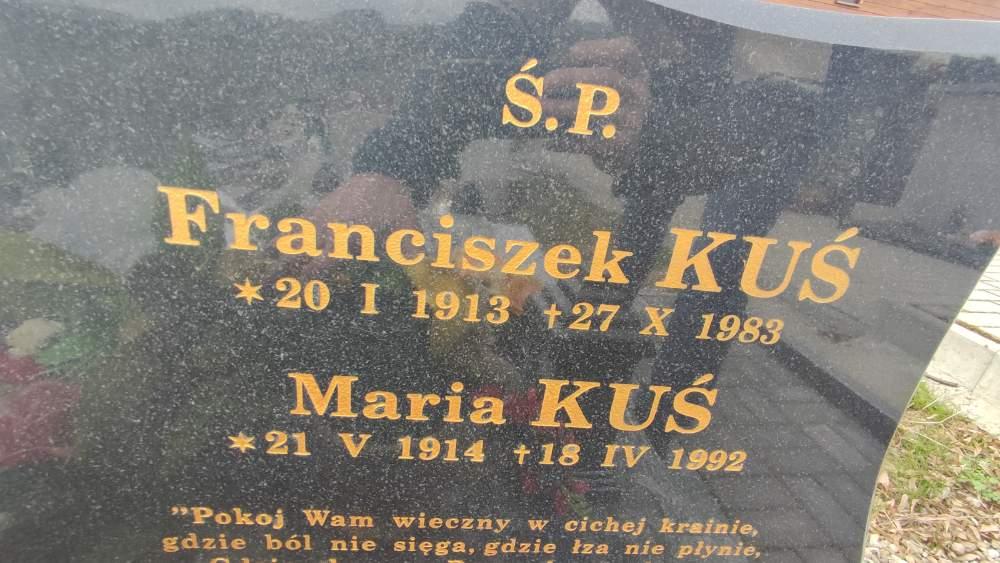 Ś.P.
Franciszek KUŚ
* 20 I 1913 † 27 X 1983
Maria KUŚ
* 21 V 1914 † 18 IV 1992
"Pokoj Wam wieczny w cichej krainie,
gdzie ból nie sięga, gdzie łza nie płynie,